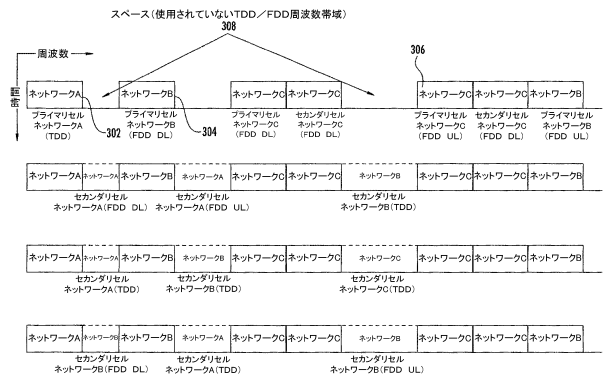 スペース(使用されていないTDD/FDD周波数帯域)
308
周波数
時間
306
ネットワークA ネットワークB ネットワークC ネットワークC ネットワークC ネットワークC ネットワークB
302 304
プライマリセル プライマリセル プライマリセル セカンダリセル プライマリセル セカンダリセル プライマリセル
ネットワークA ネットワークB ネットワークC ネットワークC ネットワークC ネットワークC ネットワークB
(TDD) (FDD DL) (FDD DL) (FDD DL) (FDD UL) (FDD DL) (FDD UL)
ネットワークA ネットワークA ネットワークB ネットワークA ネットワークC ネットワークC ネットワークB ネットワークC ネットワークC ネットワークB
セカンダリセル セカンダリセル セカンダリセル
ネットワークA(FDD DL) ネットワークA(FDD UL) ネットワークB(TDD)
ネットワークA ネットワークA ネットワークB ネットワークB ネットワークC ネットワークC ネットワークC ネットワークC ネットワークC ネットワークB
セカンダリセル セカンダリセル セカンダリセル
ネットワークA(TDD) ネットワークB(TDD) ネットワークC(TDD)
ネットワークA ネットワークB ネットワークB ネットワークA ネットワークC ネットワークC ネットワークB ネットワークC ネットワークC ネットワークB
セカンダリセル セカンダリセル セカンダリセル
ネットワークB(FDD DL) ネットワークA(TDD) ネットワークB(FDD UL)